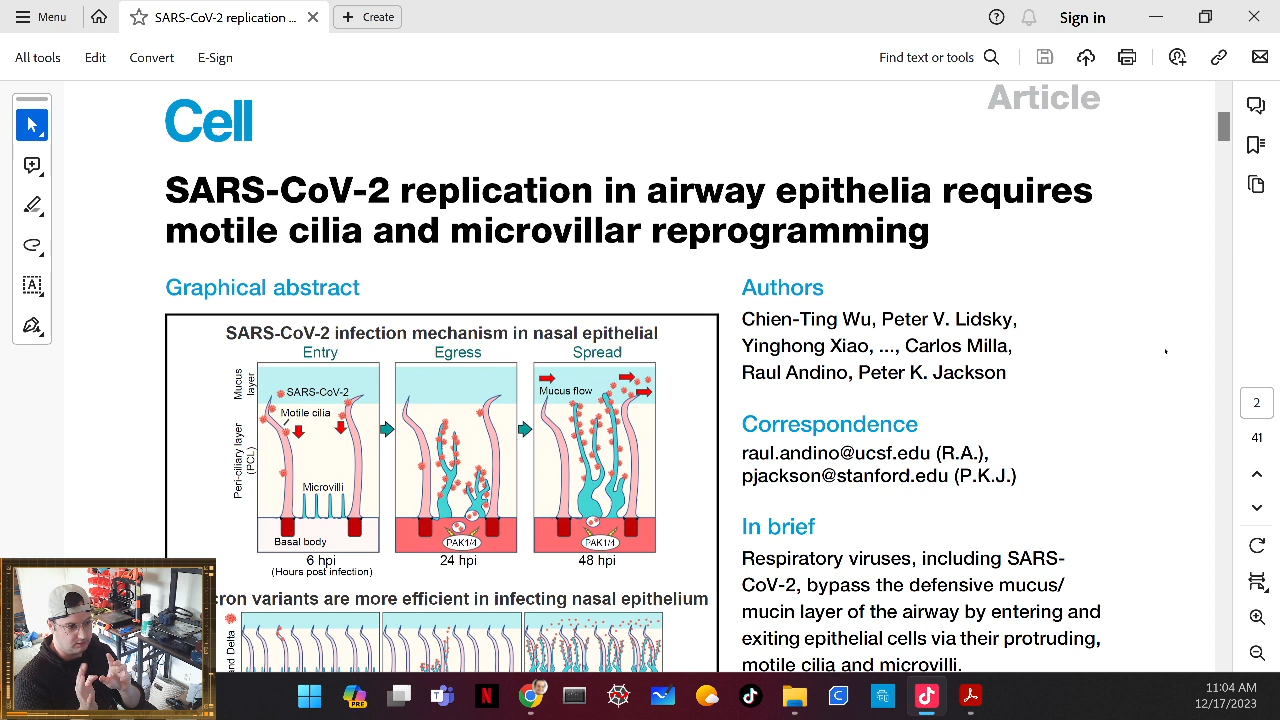 Menu
SARS-CoV-2 replication ...
Create
Sign in
All tools
Edit
Convert
E-Sign
Find text or tools
Cell
Article
SARS-CoV-2 replication in airway epithelia requires
motile cilia and microvillar reprogramming
Graphical abstract
SARS-CoV-2 infection mechanism in nasal epithelial
Entry
Egress
Spread
Mucus
layer
SARS-CoV-2
Mucus flow
Motile cilia
Peri-ciliary layer
(PCL)
Microvilli
Basal body
PAK1/4
PAK1/4
6 hpi
24 hpi
48 hpi
(Hours post infection)
cron variants are more efficient in infecting nasal epithelium
and Delta
Authors
Chien-Ting Wu, Peter V. Lidsky,
Yinghong Xiao, ..., Carlos Milla,
Raul Andino, Peter K. Jackson
Correspondence
raul.andino@ucsf.edu (R.A.),
pjackson@stanford.edu (P.K.J.)
In brief
Respiratory viruses, including SARS-
CoV-2, bypass the defensive mucus/
mucin layer of the airway by entering and
exiting epithelial cells via their protruding,
motile cilia and microvilli.
2
41
PRE
11:04 AM
12/17/2023